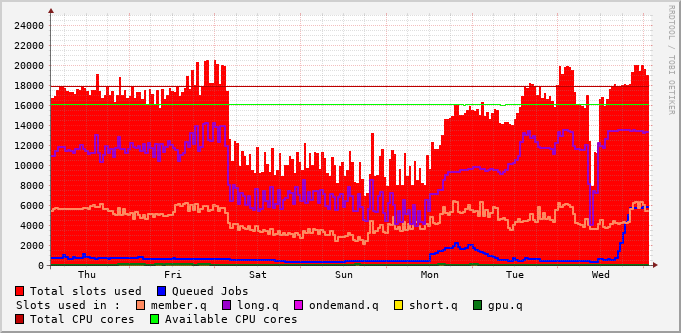 24000
22000
20000
18000
16000
14000
12000
10000
8000
6000
4000
2000
0
Thu Fri Sat Sun Mon Tue Wed
RRDTOOL / TOBI OETIKER
Total slots used Queued Jobs
Slots used in : member.q long.q ondemand.q short.q gpu.q
Total CPU cores Available CPU cores